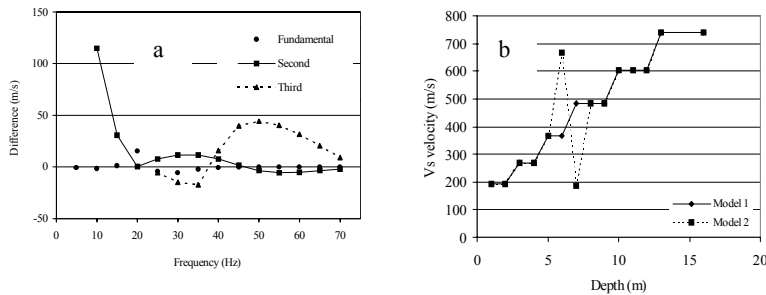 a
Difference (m/s)
150
100
50
0
-50
0 10 20 30 40 50 60 70
Frequency (Hz)
Fundamental
Second
Third
b
Vs velocity (m/s)
800
700
600
500
400
300
200
100
0
0 5 10 15 20
Depth (m)
Model 1
Model 2